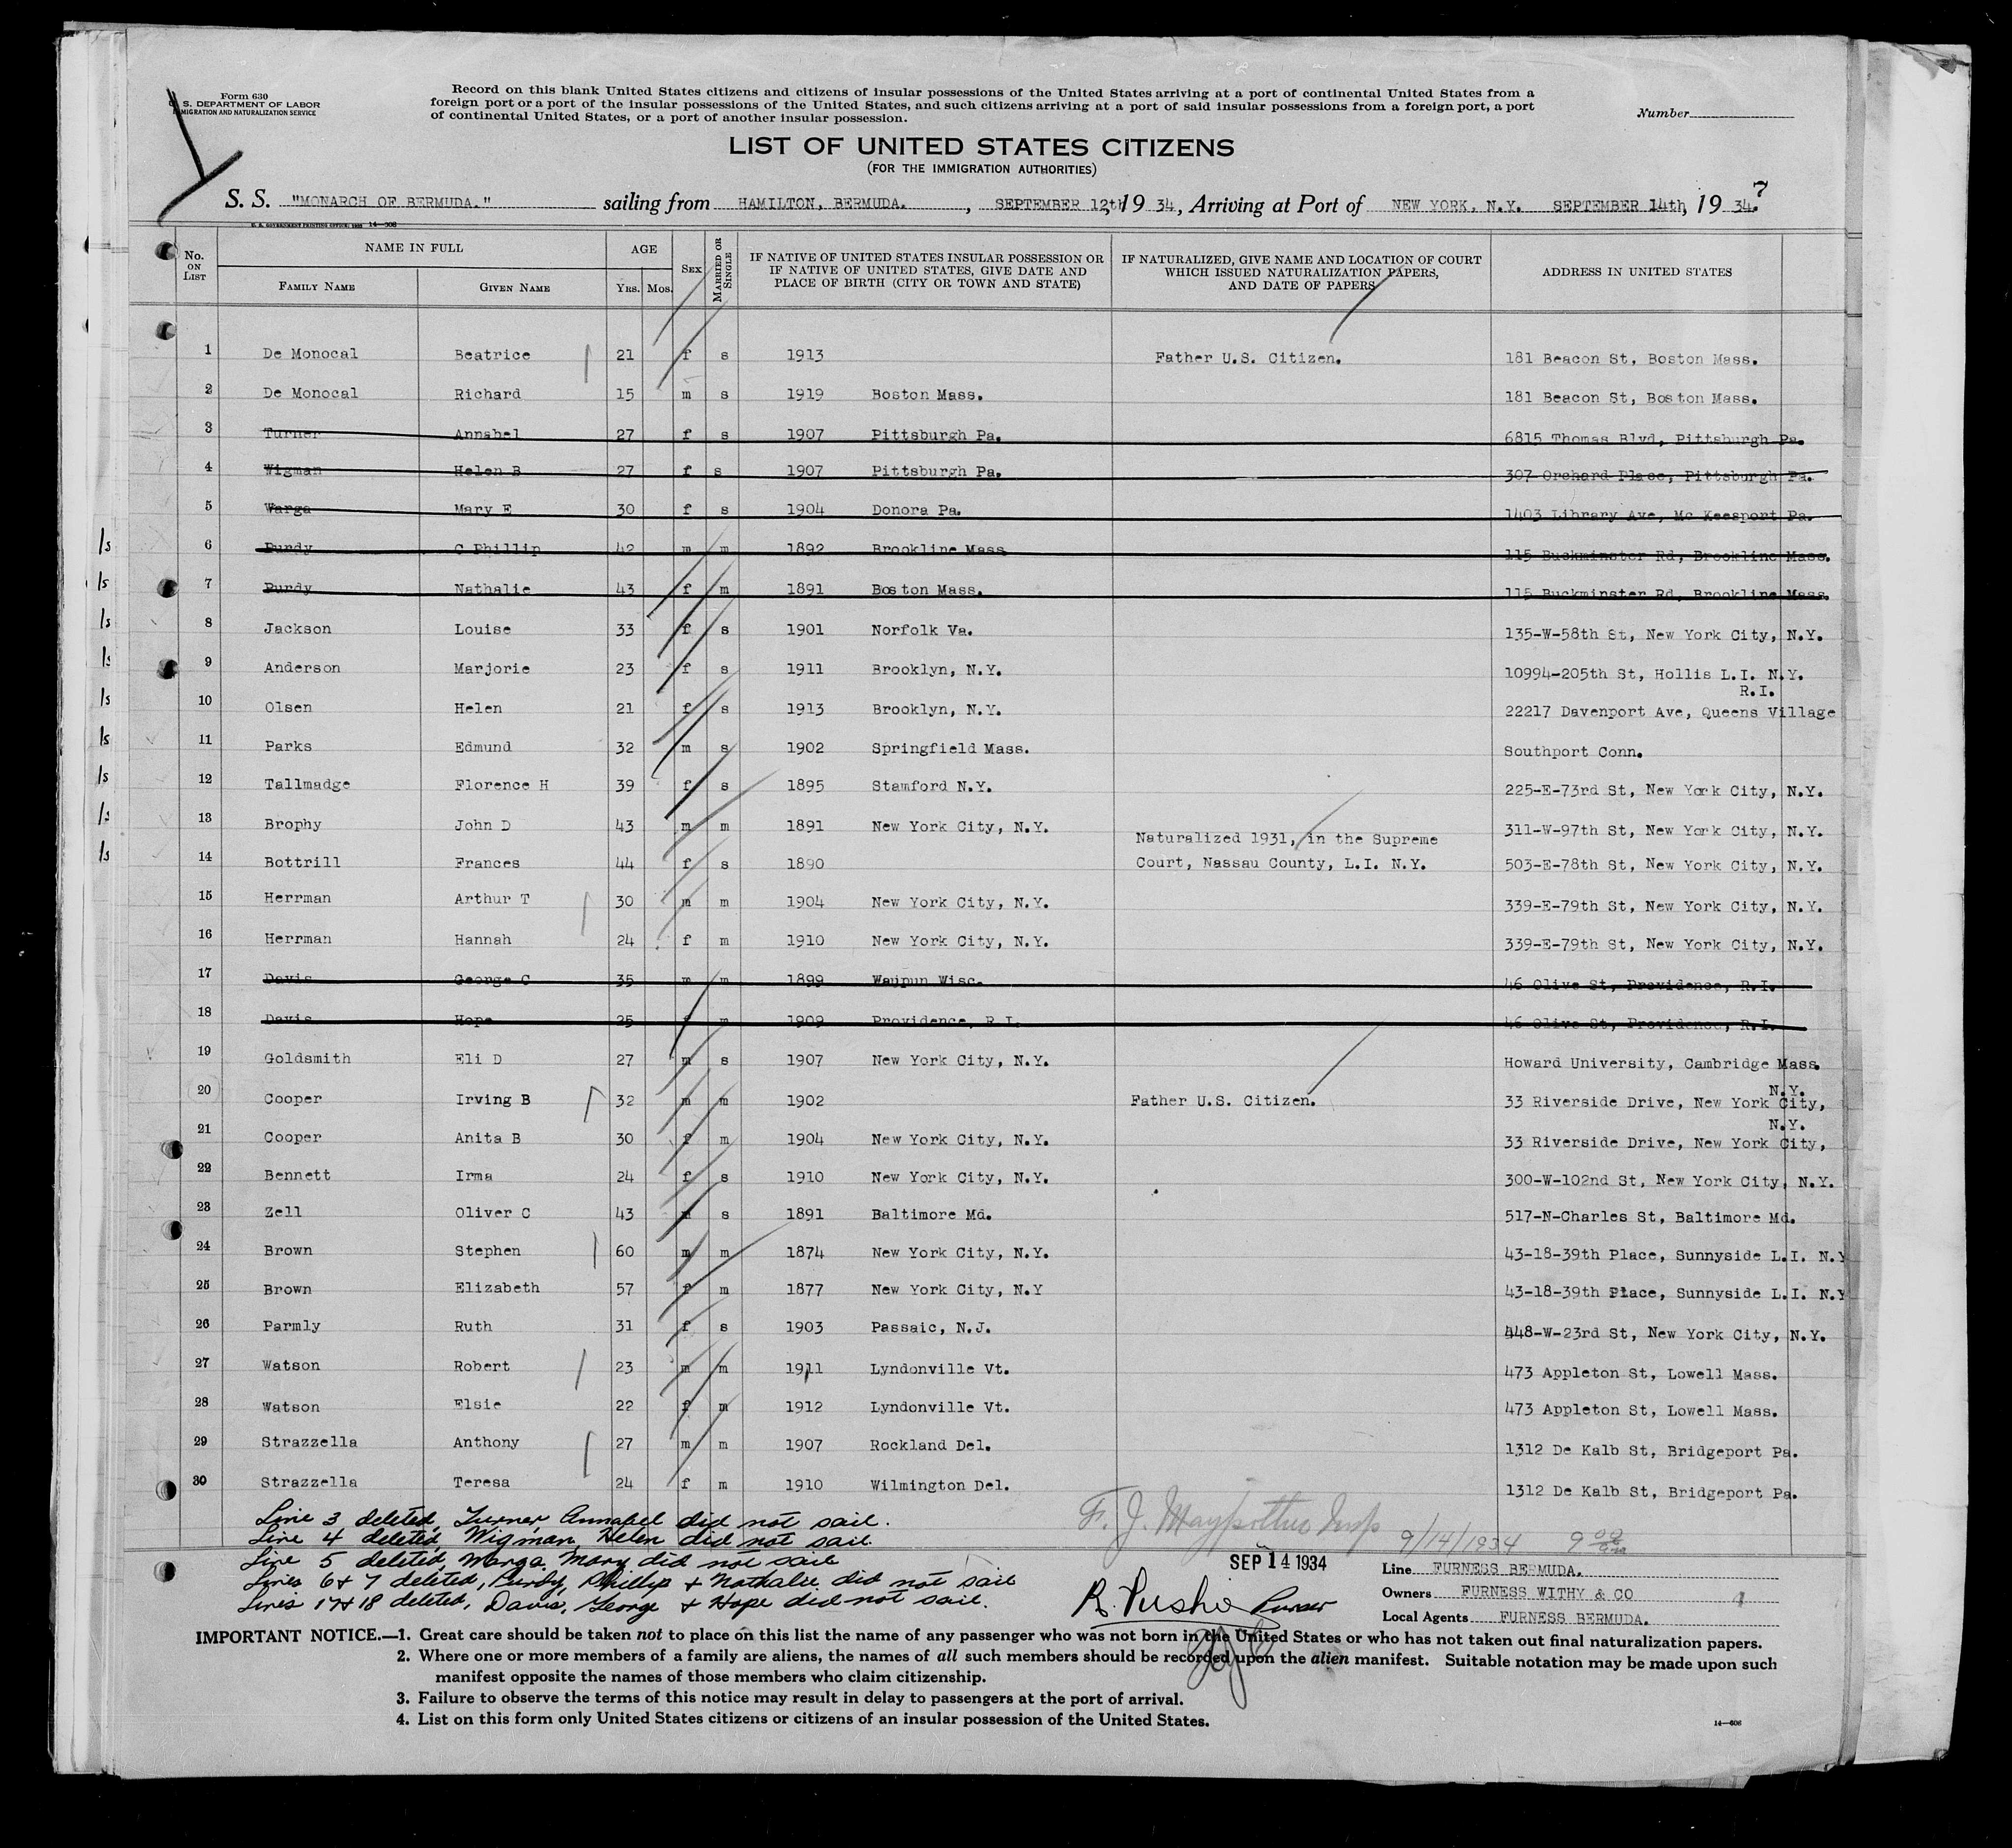 Form 630
U. S. DEPARTMENT OF LABOR
IMMIGRATION AND NATURALIZATION SERVICE
Record on this blank United States citizens and citizens of insular possessions of the United States arriving at a port of continental United States from a
foreign port or a port of the insular possessions of the United States, and such citizens arriving at a port of said insular possessions from a foreign port, a port
of continental United States, or a port of another insular possession.
Number
LIST OF UNITED STATES CITIZENS
(FOR THE IMMIGRATION AUTHORITIES)
7
S. S. "MONARCH OF BERMUDA." sailing from HAMILTON, BERMUDA. , SEPTEMBER 12th, 19 34, Arriving at Port of NEW YORK, N.Y. SEPTEMBER 14th, 19 34.
U. S. GOVERNMENT PRINTING OFFICE: 14-608
No. ON LIST NAME IN FULL AGE SEX MARRIED OR SINGLE IF NATIVE OF UNITED STATES INSULAR POSSESSION OR IF NATIVE OF UNITED STATES, GIVE DATE AND PLACE OF BIRTH (CITY OR TOWN AND STATE) IF NATURALIZED, GIVE NAME AND LOCATION OF COURT WHICH ISSUED NATURALIZATION PAPERS, AND DATE OF PAPERS ADDRESS IN UNITED STATES
FAMILY NAME GIVEN NAME YRS. MOS.
1 De Monocal Beatrice 21 f s 1913 Father U.S. Citizen. 181 Beacon St, Boston Mass.
2 De Monocal Richard 15 m s 1919 Boston Mass. 181 Beacon St, Boston Mass.
3 Turner Annabel 27 f s 1907 Pittsburgh Pa. 6815 Thomas Blvd, Pittsburgh Pa.
4 Wigman Helen B 27 f s 1907 Pittsburgh Pa. 307 Orchard Place, Pittsburgh Pa.
5 Warga Mary E 30 f s 1904 Donora Pa. 1403 Library Ave, Mc Keesport Pa.
1s 6 Purdy C Phillip 42 m m 1892 Brookline Mass 115 Buckminster Rd, Brookline Mass.
1s 7 Purdy Nathalie 43 f m 1891 Boston Mass. 115 Buckminster Rd, Brookline Mass.
1s 8 Jackson Louise 33 f s 1901 Norfolk Va. 135-W-58th St, New York City, N.Y.
1s 9 Anderson Marjorie 23 f s 1911 Brooklyn, N.Y. 10994-205th St, Hollis L.I. N.Y.
R.I.
1s 10 Olsen Helen 21 f s 1913 Brooklyn, N.Y. 22217 Davenport Ave, Queens Village
1s 11 Parks Edmund 32 m s 1902 Springfield Mass. Southport Conn.
1s 12 Tallmadge Florence H 39 f s 1895 Stamford N.Y. 225-E-73rd St, New York City, N.Y.
1s 13 Brophy John D 43 m m 1891 New York City, N.Y. 311-W-97th St, New York City, N.Y.
Naturalized 1931, in the Supreme
1s 14 Bottrill Frances 44 f s 1890 Court, Nassau County, L.I. N.Y. 503-E-78th St, New York City, N.Y.
15 Herrman Arthur T 30 m m 1904 New York City, N.Y. 339-E-79th St, New York City, N.Y.
16 Herrman Hannah 24 f m 1910 New York City, N.Y. 339-E-79th St, New York City, N.Y.
17 Davis George C 35 m m 1899 Waupun Wisc. 46 Olive St, Providence, R.I.
18 Davis Hope 25 f m 1909 Providence, R.I. 46 Olive St, Providence, R.I.
19 Goldsmith Eli D 27 m s 1907 New York City, N.Y. Howard University, Cambridge Mass.
N.Y.
20 Cooper Irving B 32 m m 1902 Father U.S. Citizen. 33 Riverside Drive, New York City,
N.Y.
21 Cooper Anita B 30 f m 1904 New York City, N.Y. 33 Riverside Drive, New York City,
22 Bennett Irma 24 f s 1910 New York City, N.Y. 300-W-102nd St, New York City, N.Y.
23 Zell Oliver C 43 m s 1891 Baltimore Md. 517-N-Charles St, Baltimore Md.
24 Brown Stephen 60 m m 1874 New York City, N.Y. 43-18-39th Place, Sunnyside L.I. N.Y
25 Brown Elizabeth 57 f m 1877 New York City, N.Y 43-18-39th Place, Sunnyside L.I. N.Y
26 Parmly Ruth 31 f s 1903 Passaic, N.J. 448-W-23rd St, New York City, N.Y.
27 Watson Robert 23 m m 1911 Lyndonville Vt. 473 Appleton St, Lowell Mass.
28 Watson Elsie 22 f m 1912 Lyndonville Vt. 473 Appleton St, Lowell Mass.
29 Strazzella Anthony 27 m m 1907 Rockland Del. 1312 De Kalb St, Bridgeport Pa.
30 Strazzella Teresa 24 f m 1910 Wilmington Del. 1312 De Kalb St, Bridgeport Pa.
Line 3 deleted, Turner, Annabel did not sail.
Line 4 deleted, Wigman, Helen did not sail.
Line 5 deleted, Warga, Mary did not sail
Lines 6 & 7 deleted, Purdy, Phillip & Nathalie did not sail
Lines 17 & 18 deleted, Davis, George & Hope did not sail.
F. J. Insp 9/14/1934 9 00 am
SEP 14 1934
Purser
Line FURNESS BERMUDA.
Owners FURNESS WITHY & CO
Local Agents FURNESS BERMUDA.
IMPORTANT NOTICE.—1. Great care should be taken not to place on this list the name of any passenger who was not born in the United States or who has not taken out final naturalization papers.
2. Where one or more members of a family are aliens, the names of all such members should be recorded upon the alien manifest. Suitable notation may be made upon such
manifest opposite the names of those members who claim citizenship.
3. Failure to observe the terms of this notice may result in delay to passengers at the port of arrival.
4. List on this form only United States citizens or citizens of an insular possession of the United States.
14—608